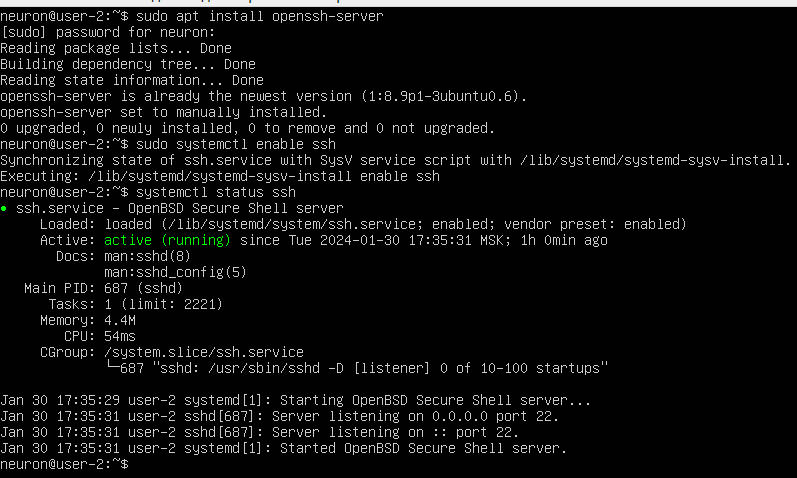 neuron@user-2:~$ sudo apt install openssh-server
[sudo] password for neuron:
Reading package lists... Done
Building dependency tree... Done
Reading state information... Done
openssh-server is already the newest version (1:8.9p1-3ubuntu0.6).
openssh-server set to manually installed.
0 upgraded, 0 newly installed, 0 to remove and 0 not upgraded.
neuron@user-2:~$ sudo systemctl enable ssh
Synchronizing state of ssh.service with SysV service script with /lib/systemd/systemd-sysv-install.
Executing: /lib/systemd/systemd-sysv-install enable ssh
neuron@user-2:~$ systemctl status ssh
● ssh.service - OpenBSD Secure Shell server
Loaded: loaded (/lib/systemd/system/ssh.service; enabled; vendor preset: enabled)
Active: active (running) since Tue 2024-01-30 17:35:31 MSK; 1h 0min ago
Docs: man:sshd(8)
man:sshd_config(5)
Main PID: 687 (sshd)
Tasks: 1 (limit: 2221)
Memory: 4.4M
CPU: 54ms
CGroup: /system.slice/ssh.service
└─687 "sshd: /usr/sbin/sshd -D [listener] 0 of 10-100 startups"
Jan 30 17:35:29 user-2 systemd[1]: Starting OpenBSD Secure Shell server...
Jan 30 17:35:31 user-2 sshd[687]: Server listening on 0.0.0.0 port 22.
Jan 30 17:35:31 user-2 sshd[687]: Server listening on :: port 22.
Jan 30 17:35:31 user-2 systemd[1]: Started OpenBSD Secure Shell server.
neuron@user-2:~$